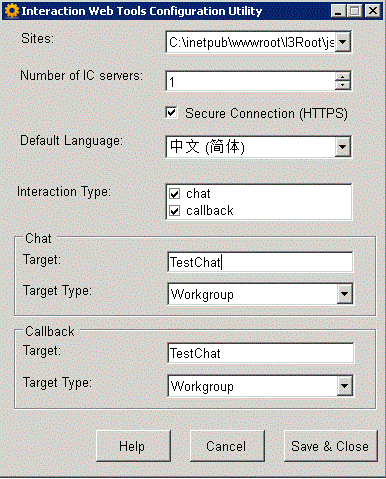 Interaction Web Tools Configuration Utility
Sites: C:\inetpub\wwwroot\I3Root\js
Number of IC servers: 1
Secure Connection (HTTPS)
Default Language: 中文 (简体)
Interaction Type: chat
callback
Chat
Target: TestChat
Target Type: Workgroup
Callback
Target: TestChat
Target Type: Workgroup
Help Cancel Save & Close